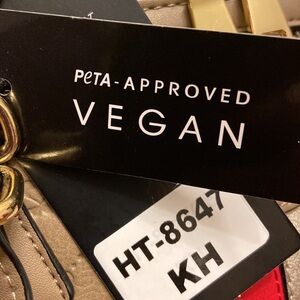 PETA-APPROVED
VEGAN
HT-8647
KH